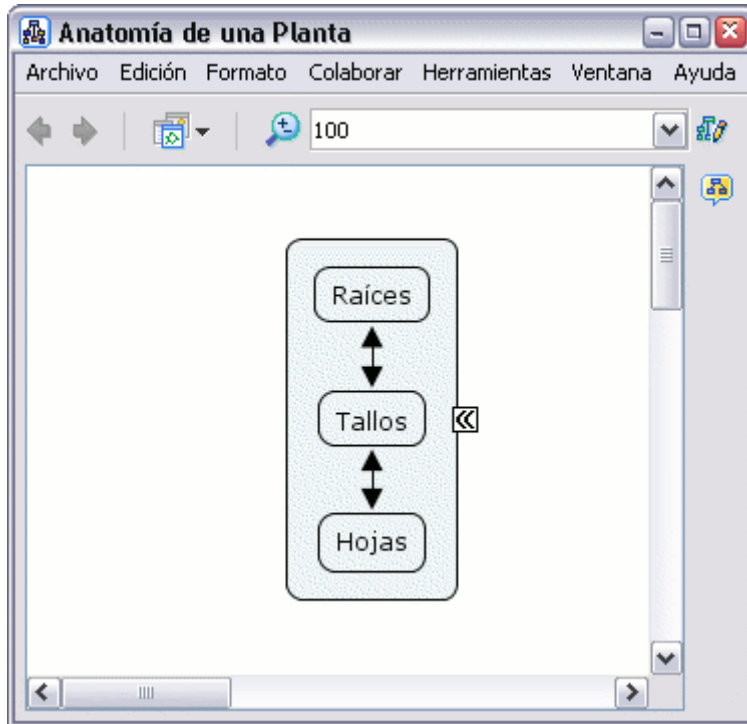 Anatomía de una Planta
Archivo Edición Formato Colaborar Herramientas Ventana Ayuda
100
Raíces
Tallos
Hojas